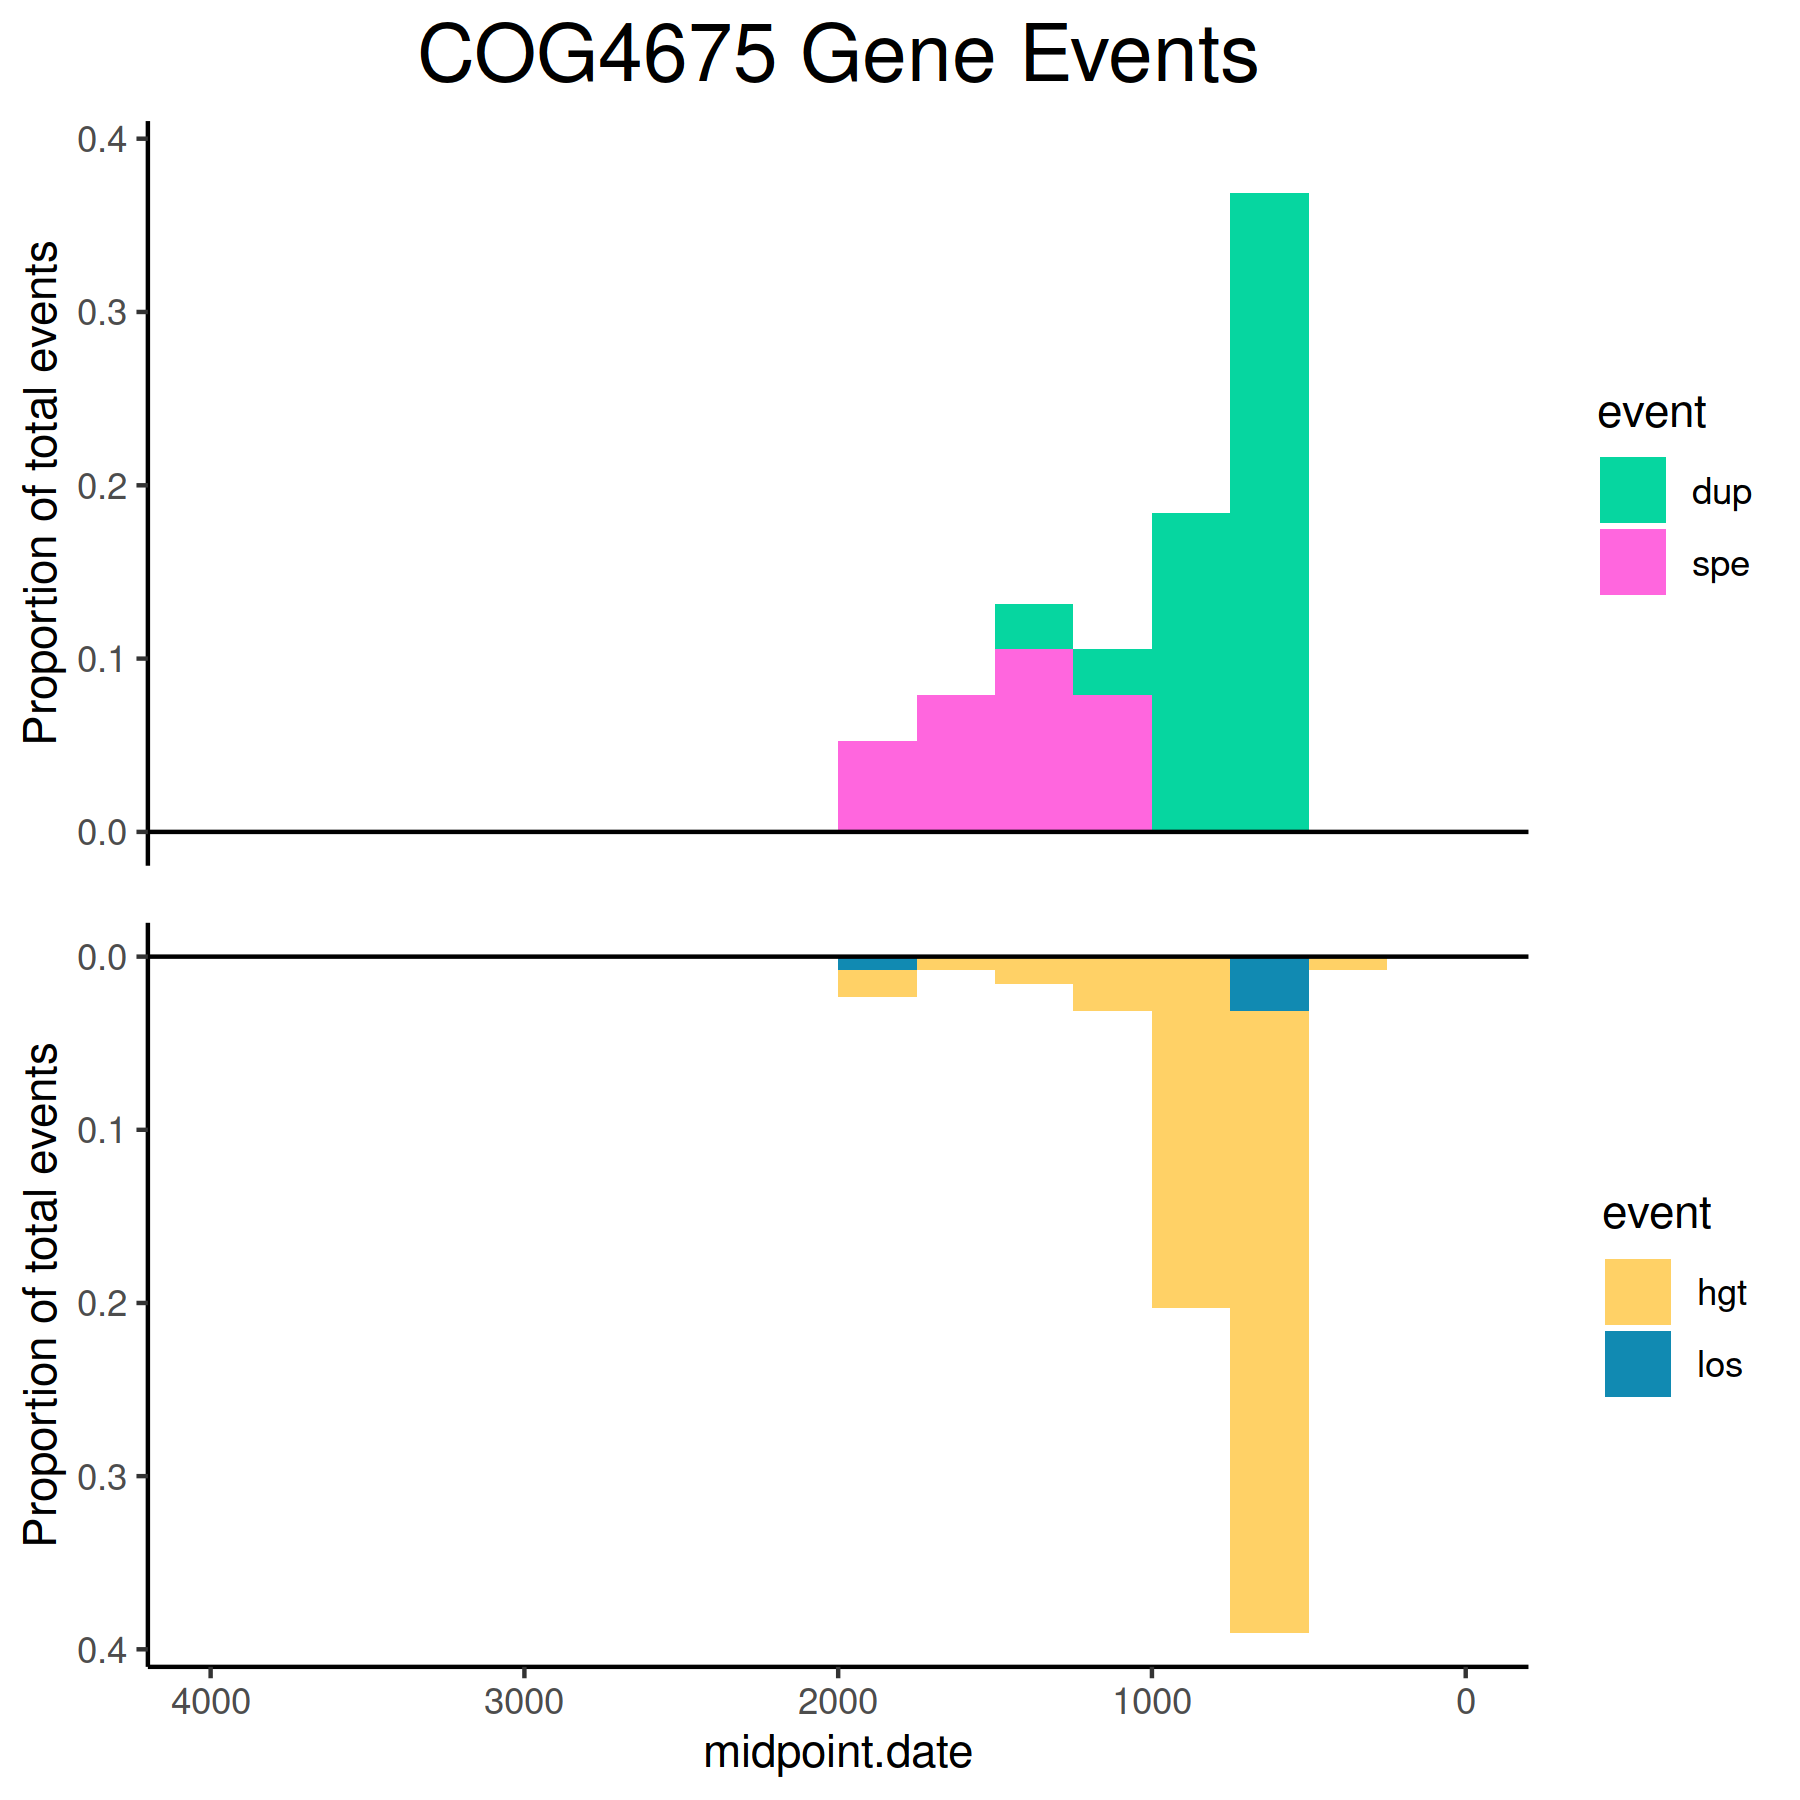 COG4675 Gene Events
Proportion of total events
0.4
0.3
0.2
0.1
0.0
event
dup
spe
Proportion of total events
0.0
0.1
0.2
0.3
0.4
event
hgt
los
4000 3000 2000 1000 0
midpoint.date